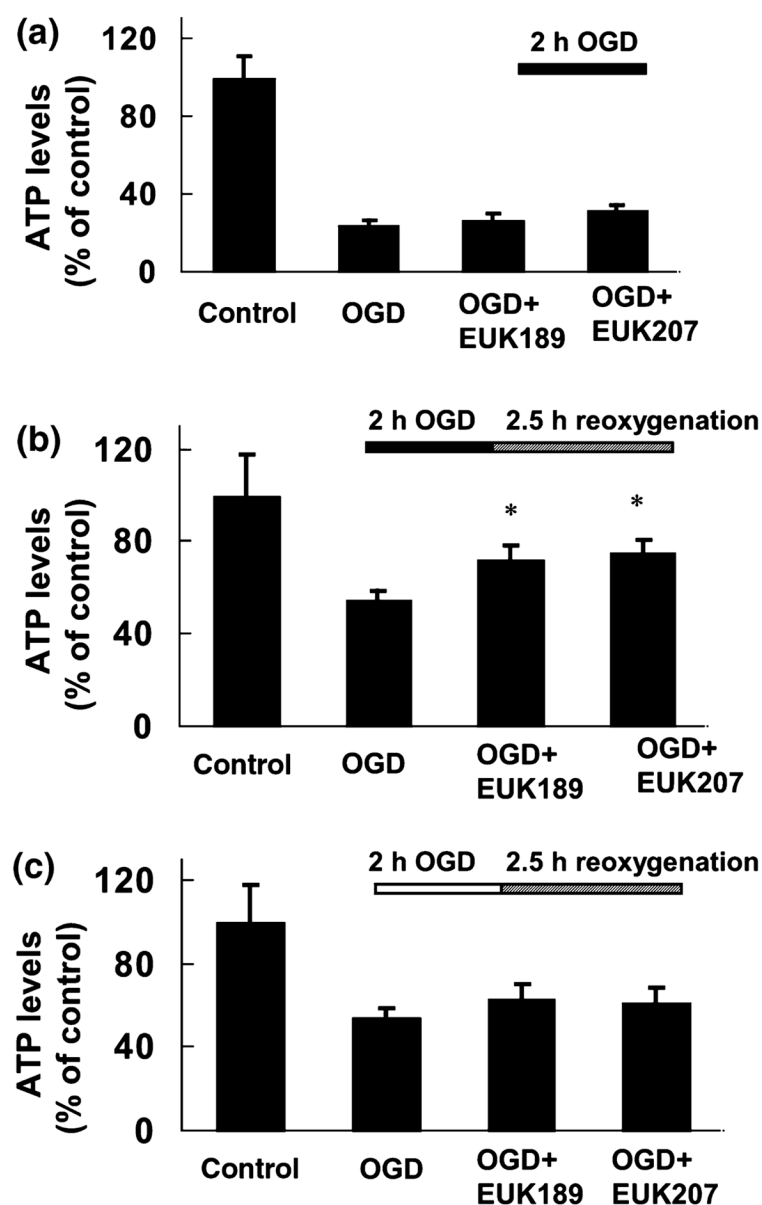 (a)
2 h OGD
120
80
40
0
ATP levels
(% of control)
Control
OGD
OGD+
EUK189
OGD+
EUK207
(b)
2 h OGD 2.5 h reoxygenation
120
80
40
0
ATP levels
(% of control)
*
*
Control
OGD
OGD+
EUK189
OGD+
EUK207
(c)
2 h OGD 2.5 h reoxygenation
120
80
40
0
ATP levels
(% of control)
Control
OGD
OGD+
EUK189
OGD+
EUK207